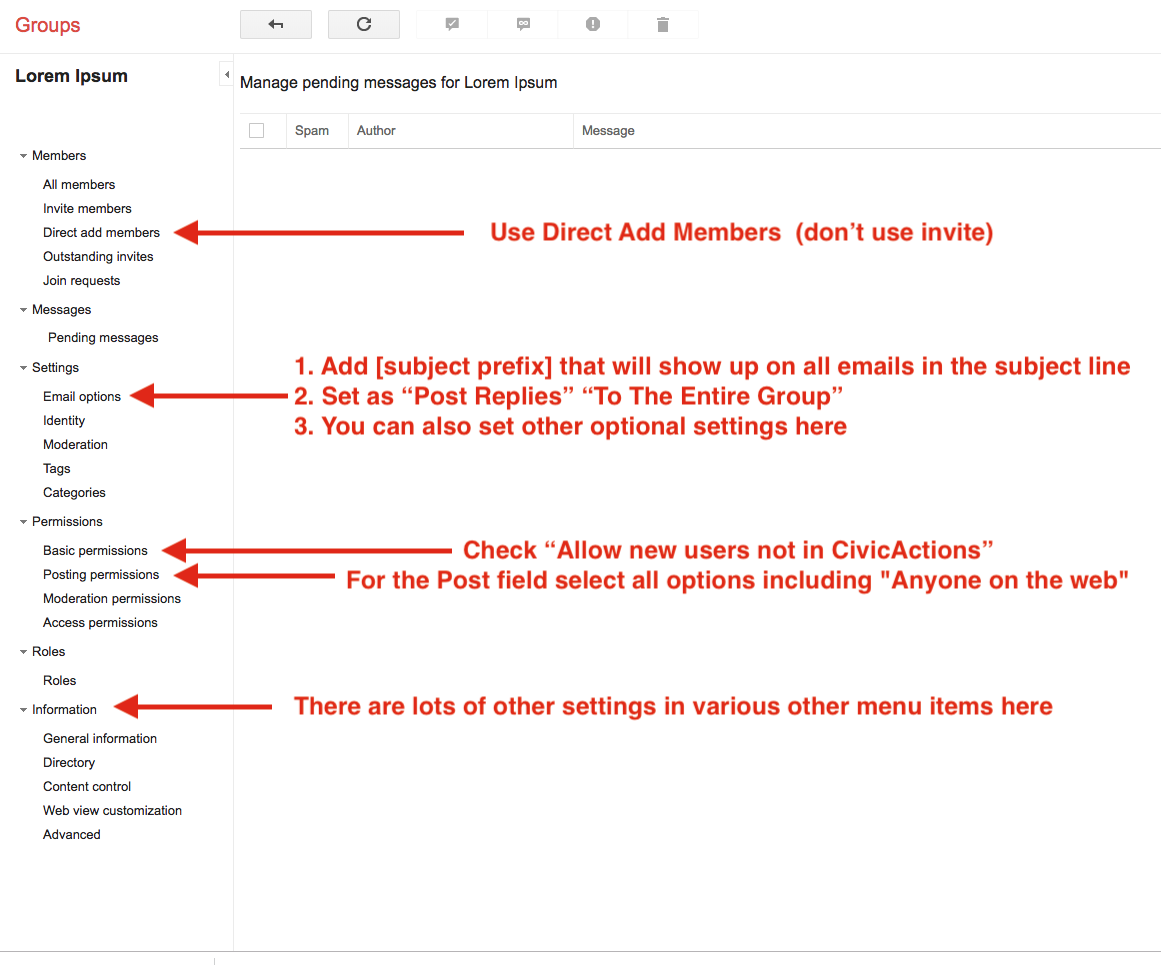 Groups
Lorem Ipsum
Manage pending messages for Lorem Ipsum
Spam Author Message
Members
All members
Invite members
Direct add members
Use Direct Add Members  (don’t use invite)
Outstanding invites
Join requests
Messages
Pending messages
Settings
1. Add [subject prefix] that will show up on all emails in the subject line
Email options
2. Set as “Post Replies” “To The Entire Group”
Identity
3. You can also set other optional settings here
Moderation
Tags
Categories
Permissions
Basic permissions
Check “Allow new users not in CivicActions”
Posting permissions
For the Post field select all options including "Anyone on the web"
Moderation permissions
Access permissions
Roles
Roles
Information
There are lots of other settings in various other menu items here
General information
Directory
Content control
Web view customization
Advanced